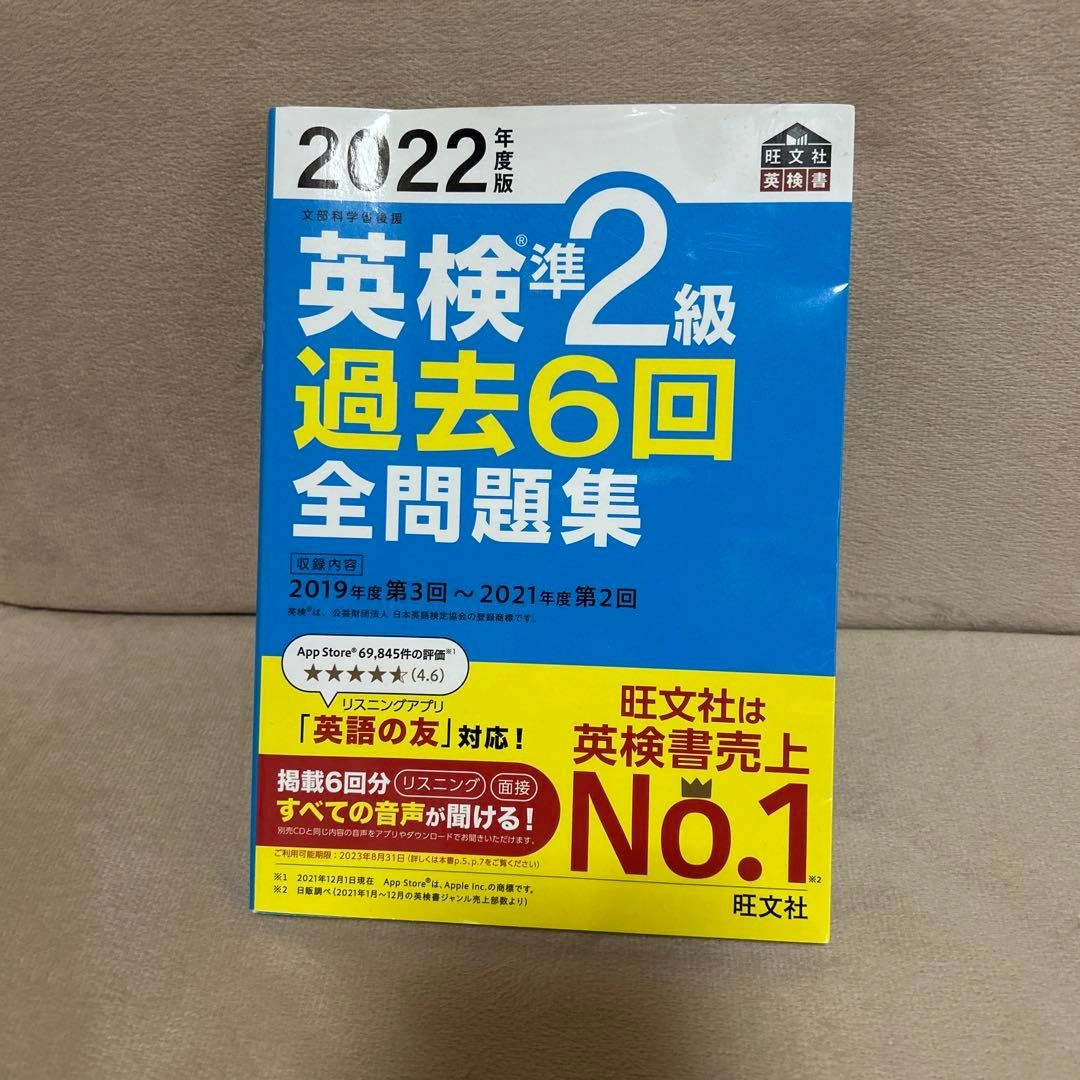 2022年度版
旺文社
英検書
文部科学省後援
英検®準2級
過去6回
全問題集
収録内容
2019年度 第3回 ～ 2021年度 第2回
英検®は、公益財団法人 日本英語検定協会の登録商標です。
App Store® 69,845件の評価※1
★★★★⯪(4.6)
リスニングアプリ
「英語の友」対応！
掲載6回分 リスニング 面接
すべての音声が聞ける！
別売CDと同じ内容の音声をアプリやダウンロードでお聞きいただけます。
ご利用可能期限：2023年8月31日（詳しくは本書p.5、p.7をご覧ください）
※1 2021年12月1日現在 App Store®は、Apple Inc.の商標です。
※2 日販調べ（2021年1月～12月の英検書ジャンル売上部数より）
旺文社は
英検書売上
No.1※2
旺文社